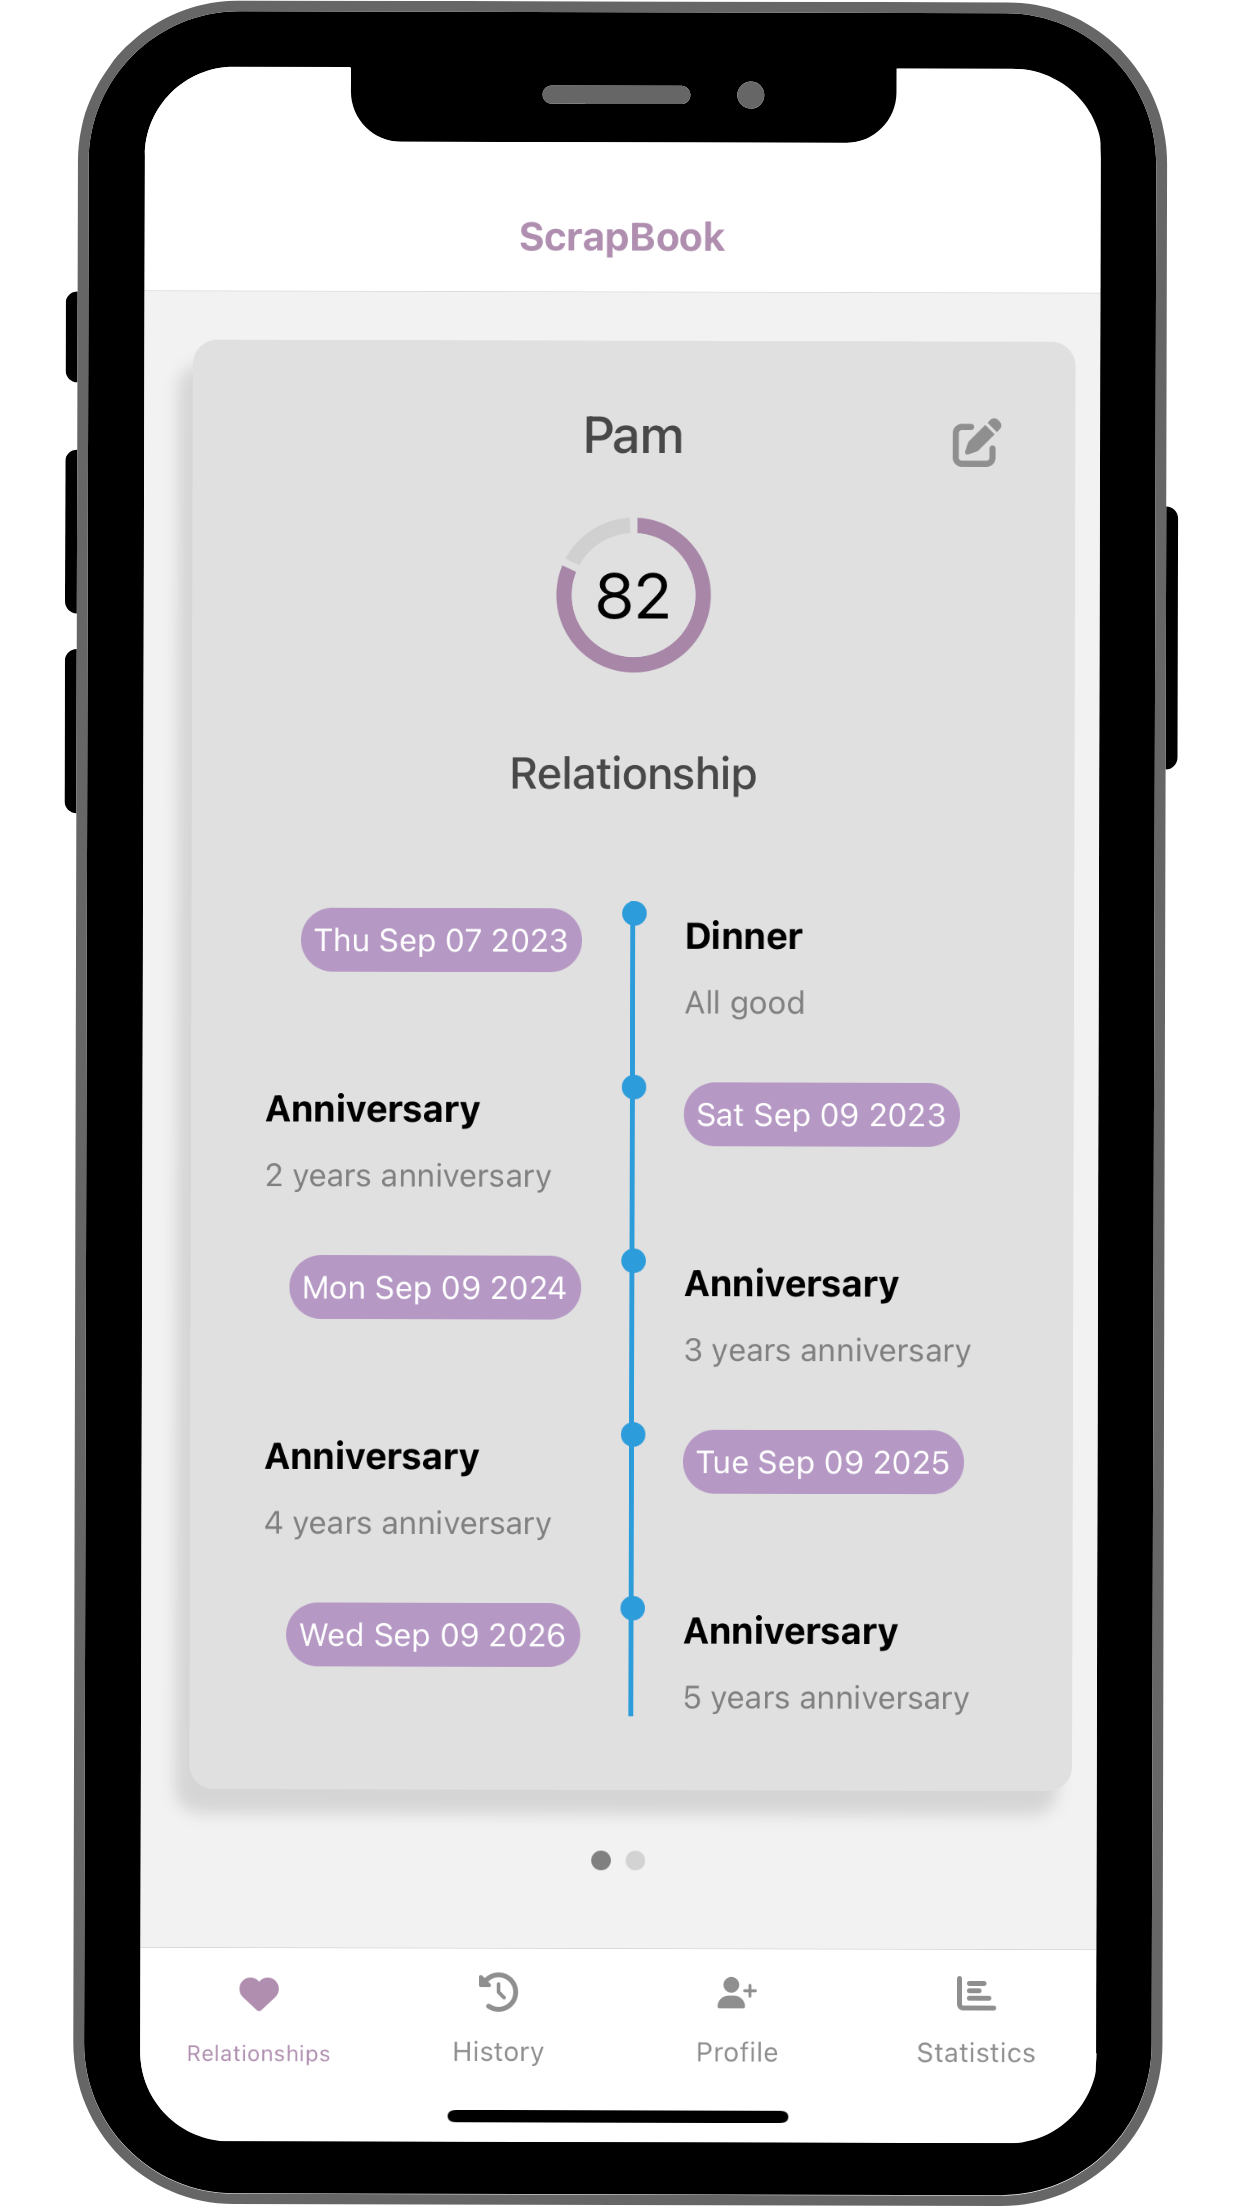 ScrapBook
Pam
82
Relationship
Thu Sep 07 2023
Dinner
All good
Anniversary
Sat Sep 09 2023
2 years anniversary
Mon Sep 09 2024
Anniversary
3 years anniversary
Anniversary
Tue Sep 09 2025
4 years anniversary
Wed Sep 09 2026
Anniversary
5 years anniversary
Relationships
History
Profile
Statistics